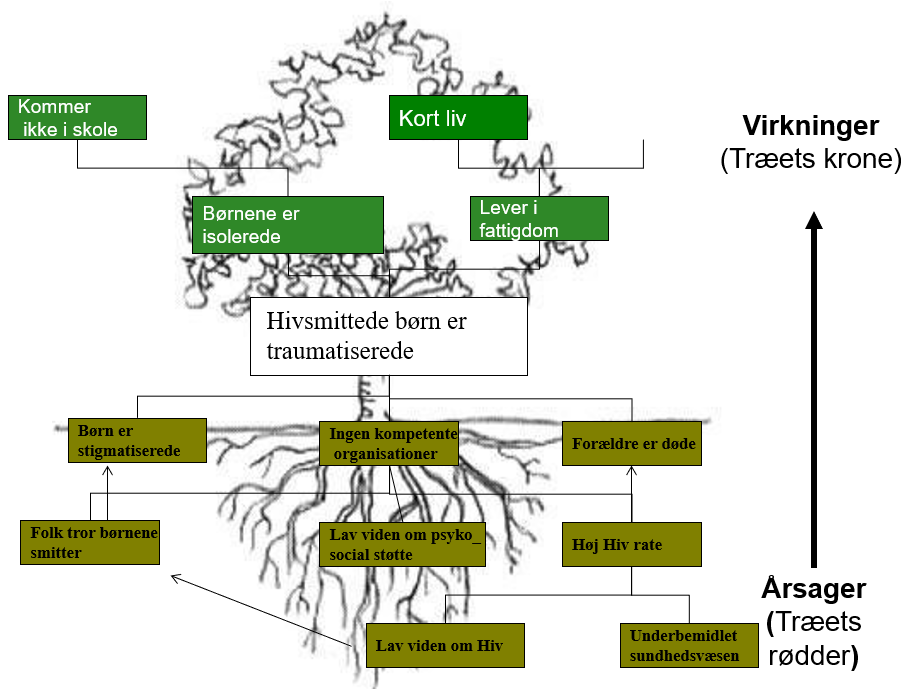 Kommer
ikke i skole
Kort liv
Virkninger
(Træets krone)
Børnene er
isolerede
Lever i
fattigdom
Hivsmittede børn er
traumatiserede
Børn er
stigmatiserede
Ingen kompetente
organisationer
Forældre er døde
Folk tror børnene
smitter
Lav viden om psyko_
social støtte
Høj Hiv rate
Årsager
(Træets
rødder)
Lav viden om Hiv
Underbemidlet
sundhedsvæsen